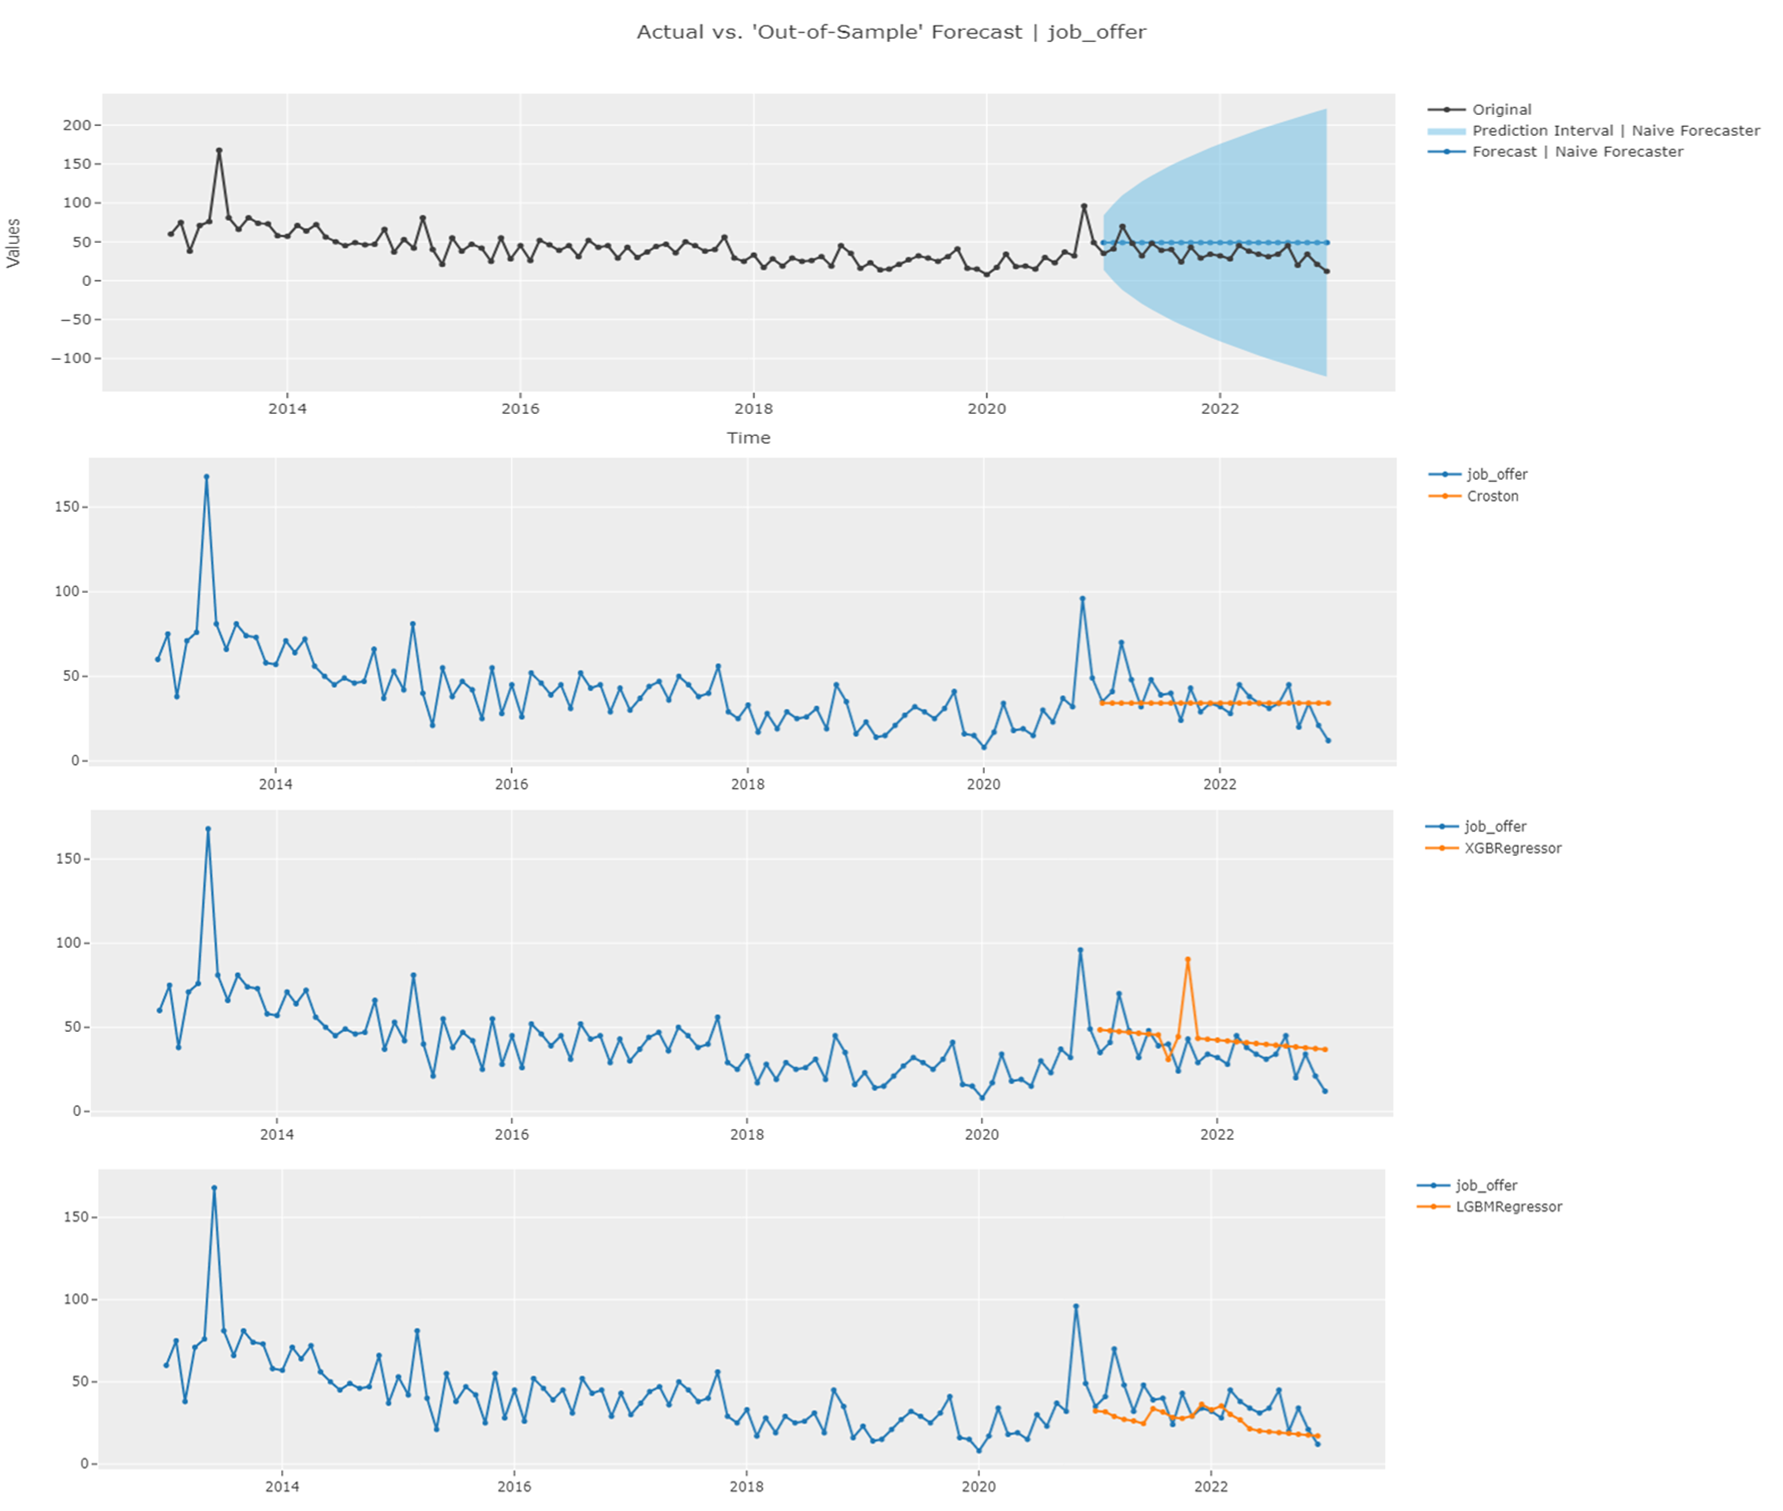 Actual vs. 'Out-of-Sample' Forecast | job_offer
Original
Prediction Interval | Naive Forecaster
Forecast | Naive Forecaster
Values
200
150
100
50
0
−50
−100
2014 2016 2018 2020 2022
Time
job_offer
Croston
150
100
50
0
2014 2016 2018 2020 2022
job_offer
XGBRegressor
150
100
50
0
2014 2016 2018 2020 2022
job_offer
LGBMRegressor
150
100
50
0
2014 2016 2018 2020 2022